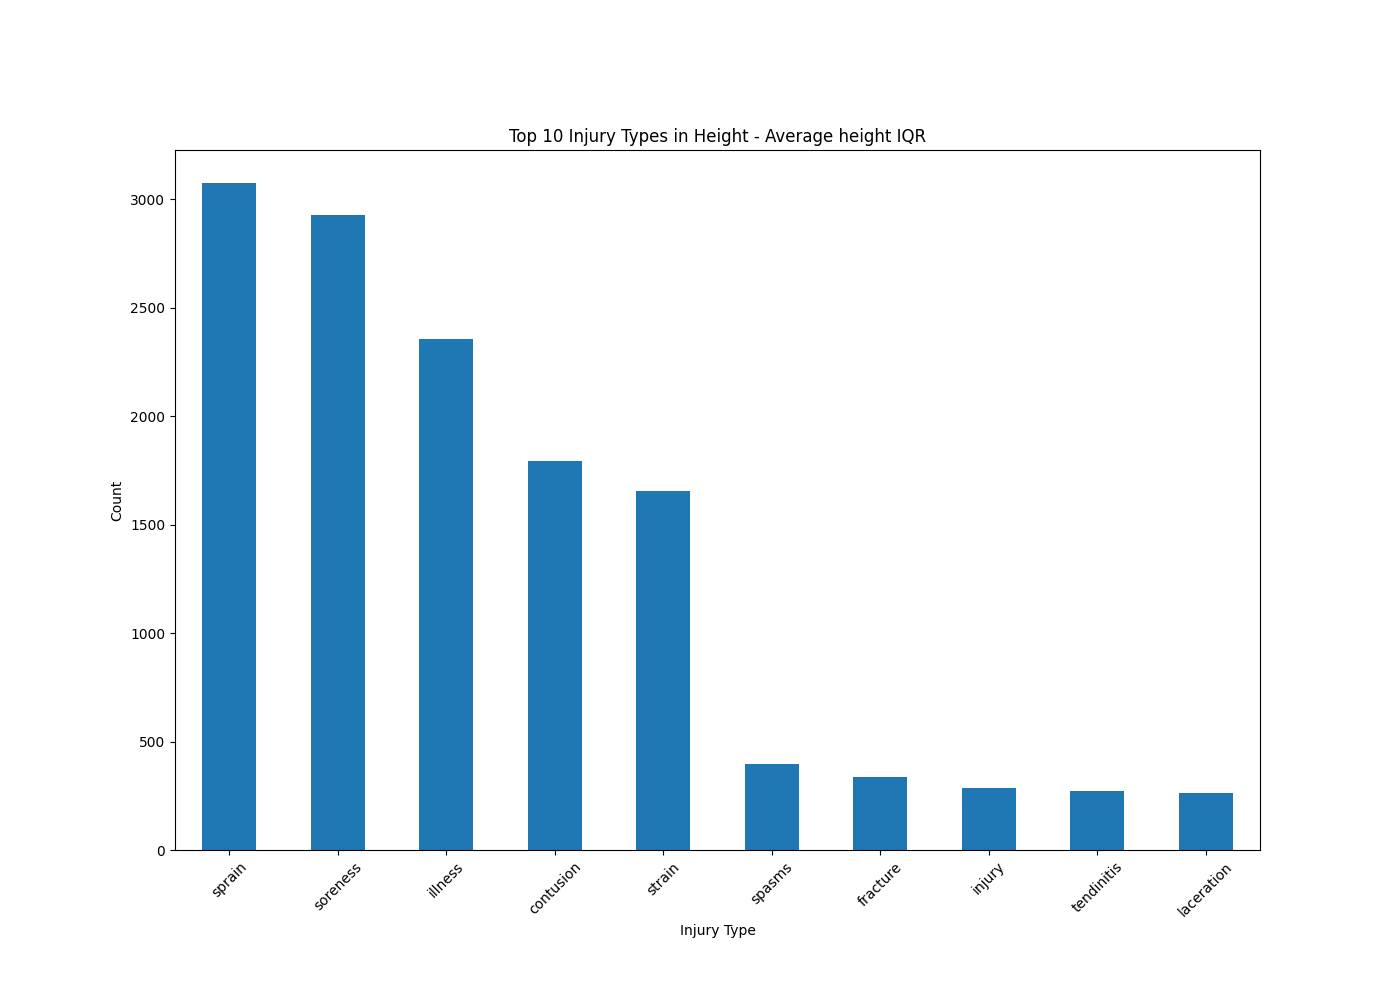 Top 10 Injury Types in Height - Average height IQR
3000
2500
2000
1500
1000
500
0
Count
sprain
soreness
illness
contusion
strain
spasms
fracture
injury
tendinitis
laceration
Injury Type